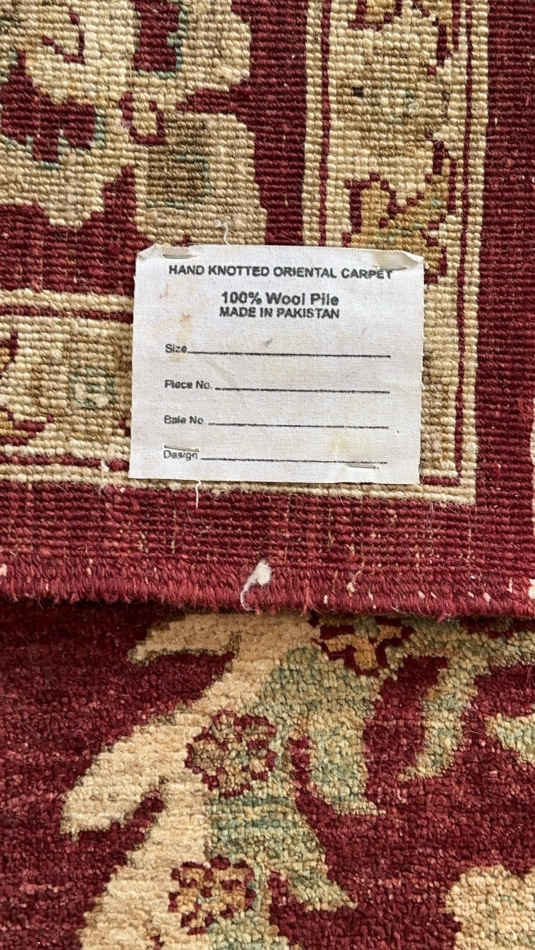 HAND KNOTTED ORIENTAL CARPET
100% Wool Pile
MADE IN PAKISTAN
Size
Piece No.
Bale No
Design